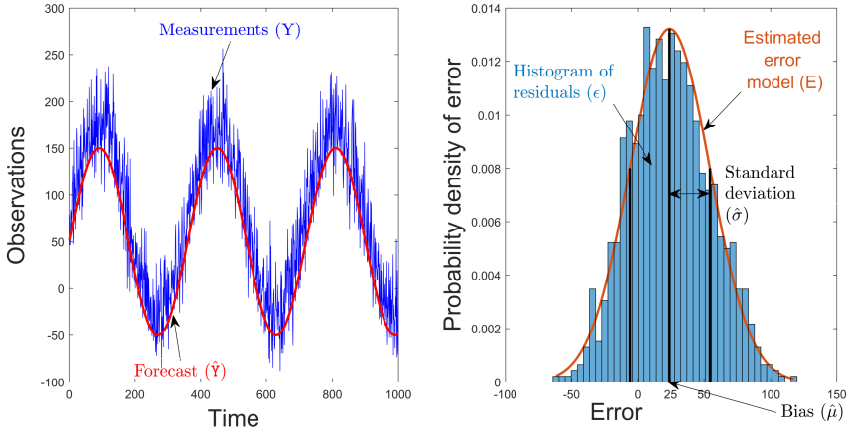 Measurements (Y)
300
250
200
150
100
50
0
-50
-100
0
200
400
600
800
1000
Observations
Time
Forecast (Ŷ)
0.014
0.012
0.01
0.008
0.006
0.004
0.002
0
-100
-50
0
25
50
100
150
Probability density of error
Error
Histogram of
residuals (ϵ)
Estimated
error
model (E)
Standard
deviation
(σ̂)
Bias (μ̂)